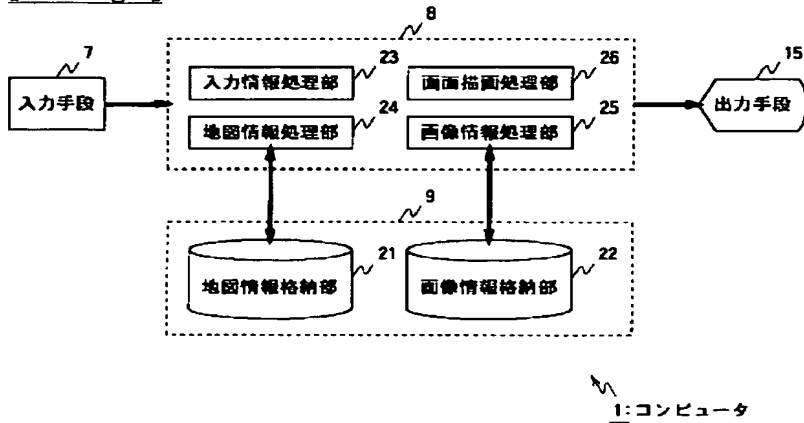 8
7
23
26
15
入力手段
入力情報処理部
画面描画処理部
出力手段
24
25
地図情報処理部
画像情報処理部
9
21
22
地図情報格納部
画像情報格納部
1:コンピュータ